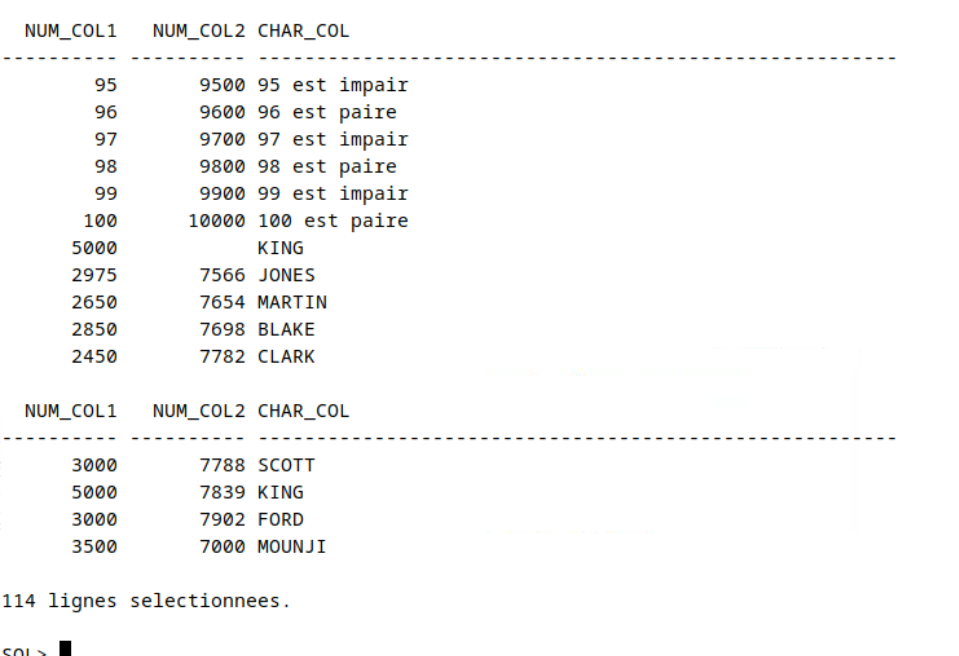 NUM_COL1 NUM_COL2 CHAR_COL
---------- ---------- -------------------------------------------------------
95 9500 95 est impair
96 9600 96 est paire
97 9700 97 est impair
98 9800 98 est paire
99 9900 99 est impair
100 10000 100 est paire
5000 KING
2975 7566 JONES
2650 7654 MARTIN
2850 7698 BLAKE
2450 7782 CLARK
NUM_COL1 NUM_COL2 CHAR_COL
---------- ---------- -------------------------------------------------------
3000 7788 SCOTT
5000 7839 KING
3000 7902 FORD
3500 7000 MOUNJI
114 lignes selectionnees.
SQL>